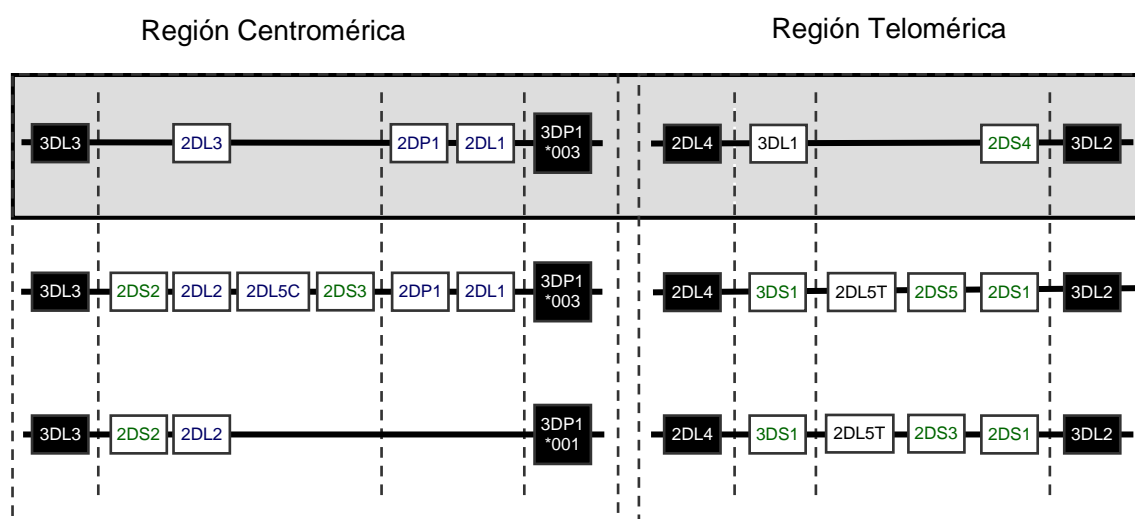 Región Centromérica
Región Telomérica
3DL3 2DL3 2DP1 2DL1 3DP1 *003 2DL4 3DL1 2DS4 3DL2
3DL3 2DS2 2DL2 2DL5C 2DS3 2DP1 2DL1 3DP1 *003 2DL4 3DS1 2DL5T 2DS5 2DS1 3DL2
3DL3 2DS2 2DL2 3DP1 *001 2DL4 3DS1 2DL5T 2DS3 2DS1 3DL2